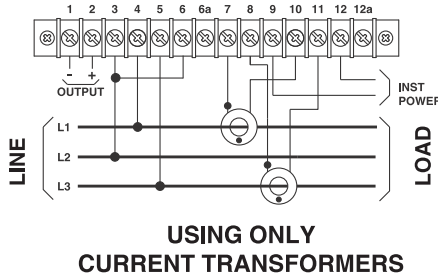 1 2 3 4 5 6 6a 7 8 9 10 11 12 12a
- +
OUTPUT
INST
POWER
LINE
L1
L2
L3
LOAD
USING ONLY
CURRENT TRANSFORMERS